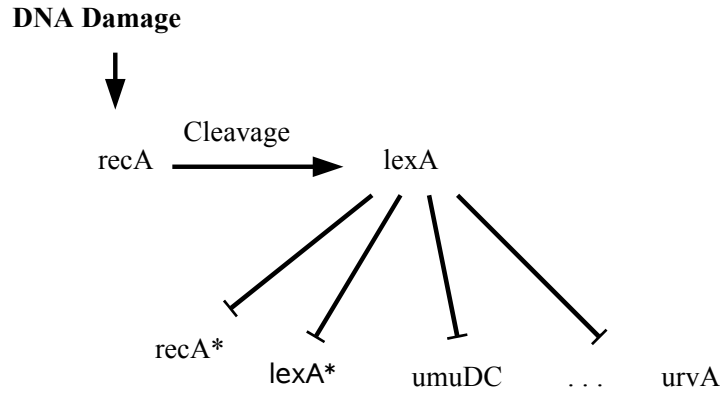 DNA Damage
Cleavage
recA lexA
recA*
lexA* umuDC . . . urvA